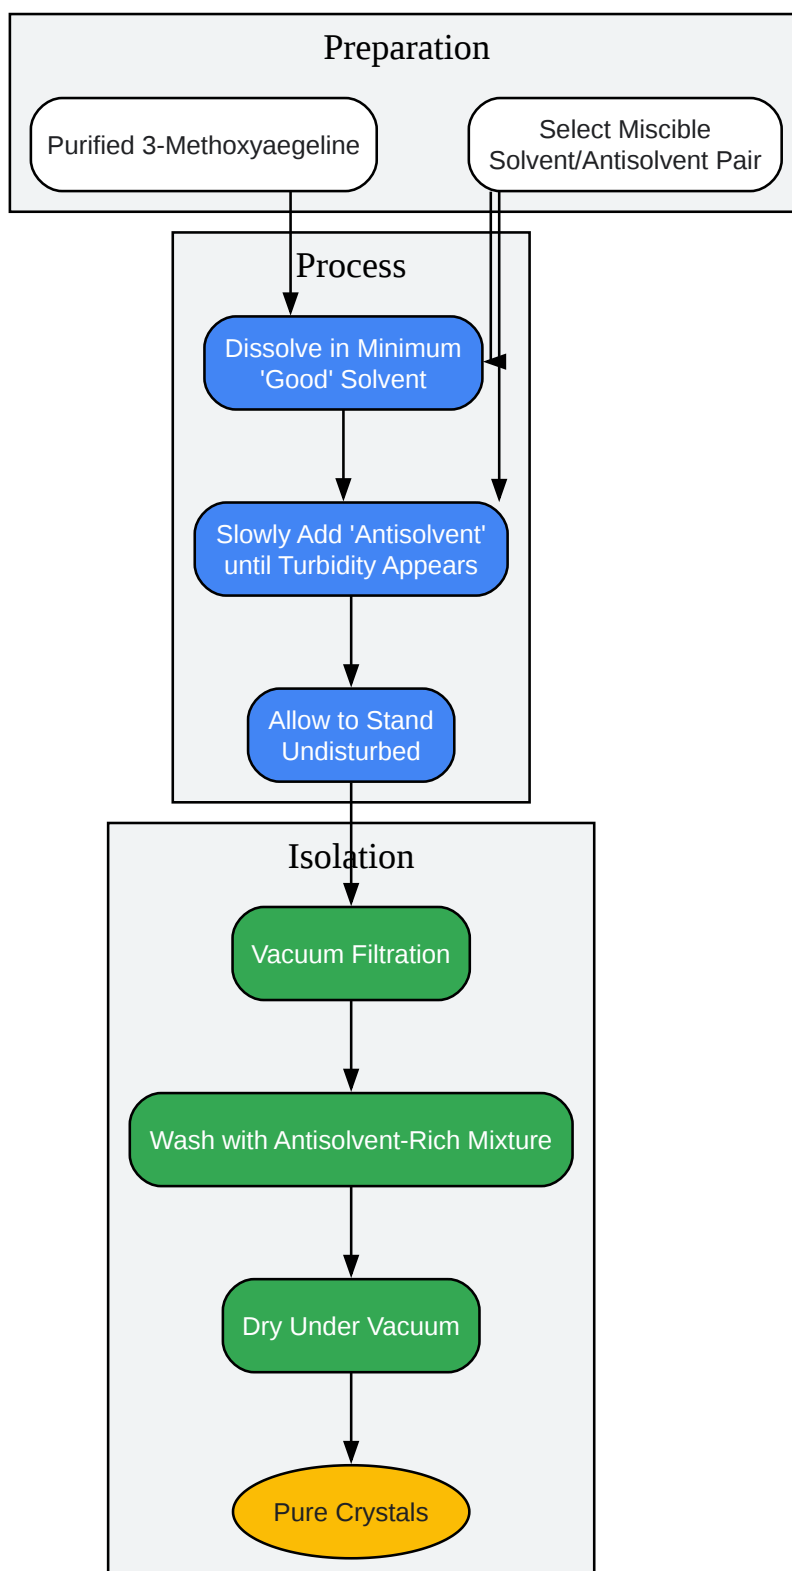 Preparation
Purified 3-Methoxyaegeline
Select Miscible
Solvent/Antisolvent Pair
Process
Dissolve in Minimum
'Good' Solvent
Slowly Add 'Antisolvent'
until Turbidity Appears
Allow to Stand
Undisturbed
Isolation
Vacuum Filtration
Wash with Antisolvent-Rich Mixture
Dry Under Vacuum
Pure Crystals